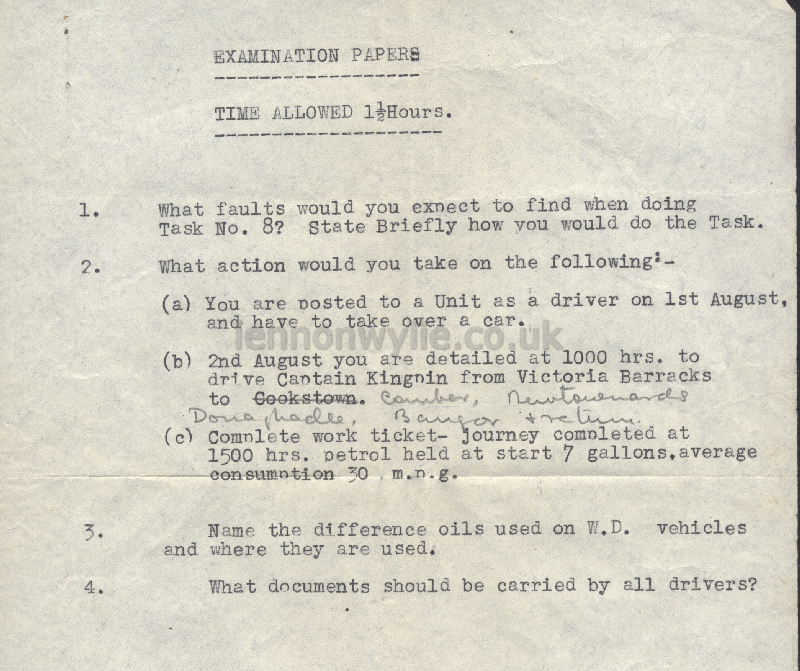 EXAMINATION PAPERS
TIME ALLOWED 1½Hours.
1. What faults would you expect to find when doing
Task No. 8? State Briefly how you would do the Task.
2. What action would you take on the following:-
(a) You are posted to a Unit as a driver on 1st August,
and have to take over a car.
lennonwylie.co.uk
(b) 2nd August you are detailed at 1000 hrs. to
drive Captain Kingpin from Victoria Barracks
to Cookstown. Comber, Newtownards
Donaghadee, Bangor + return.
(c) Complete work ticket- journey completed at
1500 hrs. petrol held at start 7 gallons,average
consumption 30 m.p.g.
3. Name the difference oils used on W.D. vehicles
and where they are used.
4. What documents should be carried by all drivers?